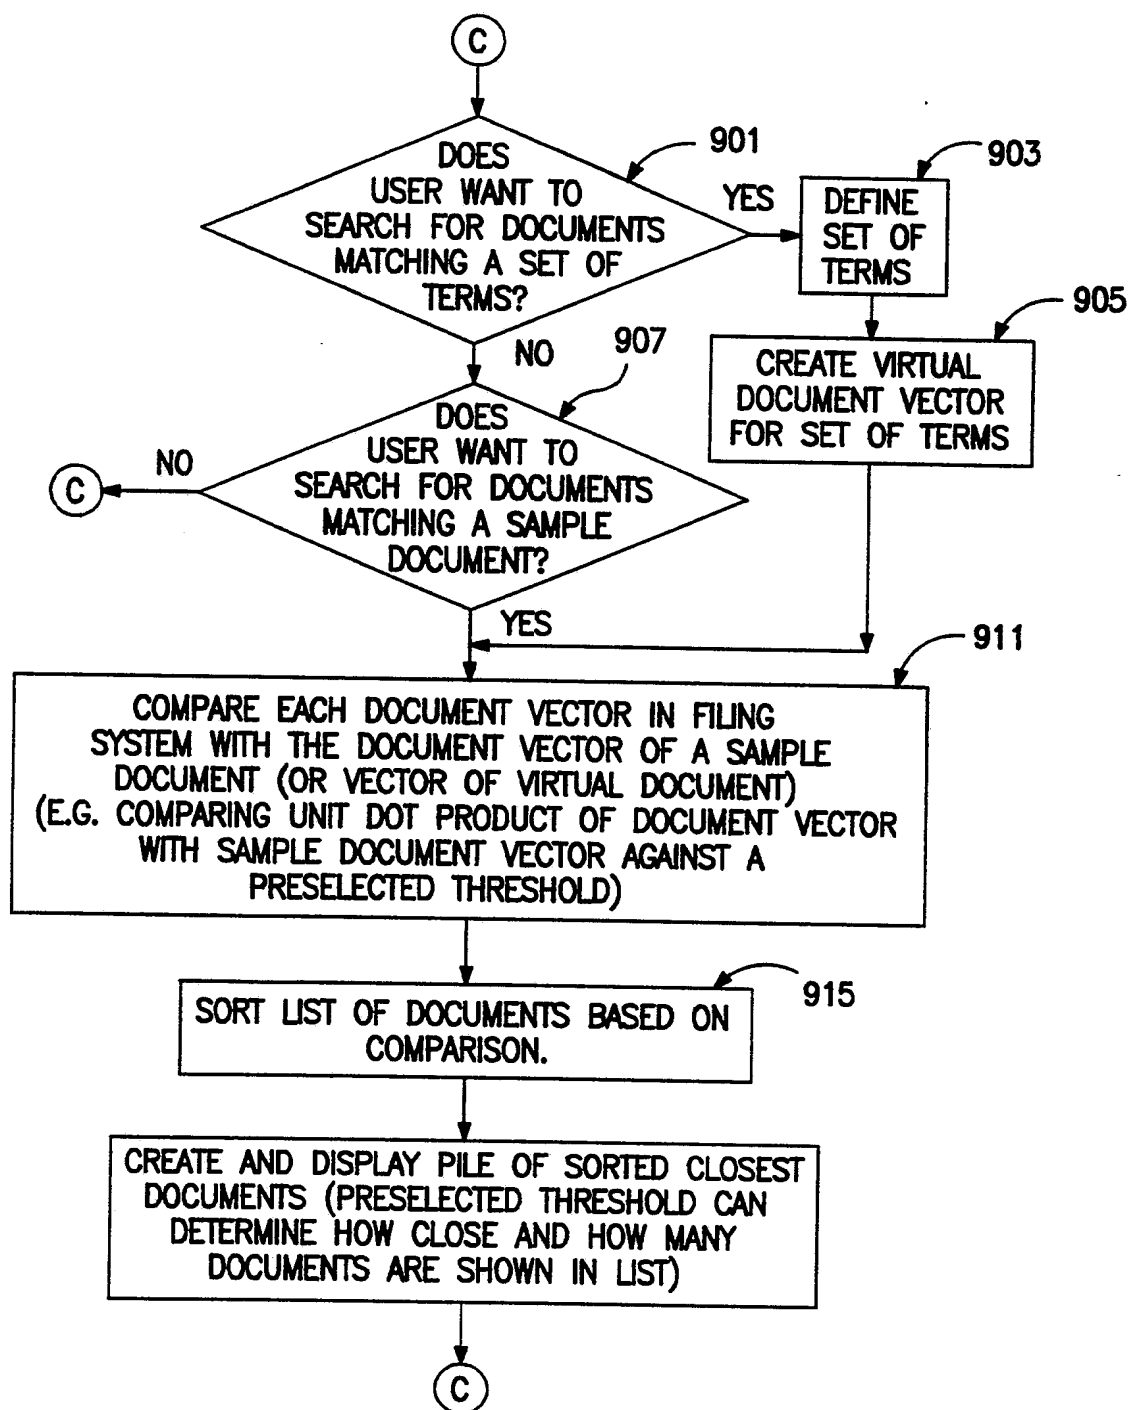 C
DOES
USER WANT TO
SEARCH FOR DOCUMENTS
MATCHING A SET OF
TERMS?
901
YES
903
DEFINE
SET OF
TERMS
905
CREATE VIRTUAL
DOCUMENT VECTOR
FOR SET OF TERMS
NO
907
DOES
USER WANT TO
SEARCH FOR DOCUMENTS
MATCHING A SAMPLE
DOCUMENT?
NO
C
YES
911
COMPARE EACH DOCUMENT VECTOR IN FILING
SYSTEM WITH THE DOCUMENT VECTOR OF A SAMPLE
DOCUMENT (OR VECTOR OF VIRTUAL DOCUMENT)
(E.G. COMPARING UNIT DOT PRODUCT OF DOCUMENT VECTOR
WITH SAMPLE DOCUMENT VECTOR AGAINST A
PRESELECTED THRESHOLD)
915
SORT LIST OF DOCUMENTS BASED ON
COMPARISON.
CREATE AND DISPLAY PILE OF SORTED CLOSEST
DOCUMENTS (PRESELECTED THRESHOLD CAN
DETERMINE HOW CLOSE AND HOW MANY
DOCUMENTS ARE SHOWN IN LIST)
C